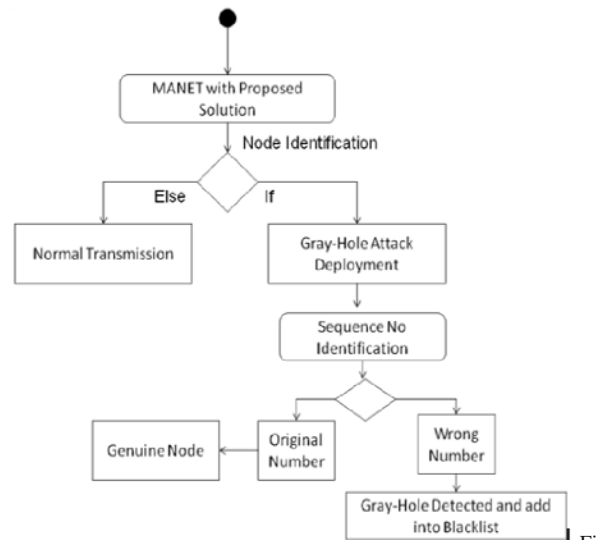 MANET with Proposed
Solution
Node Identification
Else
If
Normal Transmission
Gray-Hole Attack
Deployment
Sequence No
Identification
Genuine Node
Original
Number
Wrong
Number
Gray-Hole Detected and add
into Blacklist